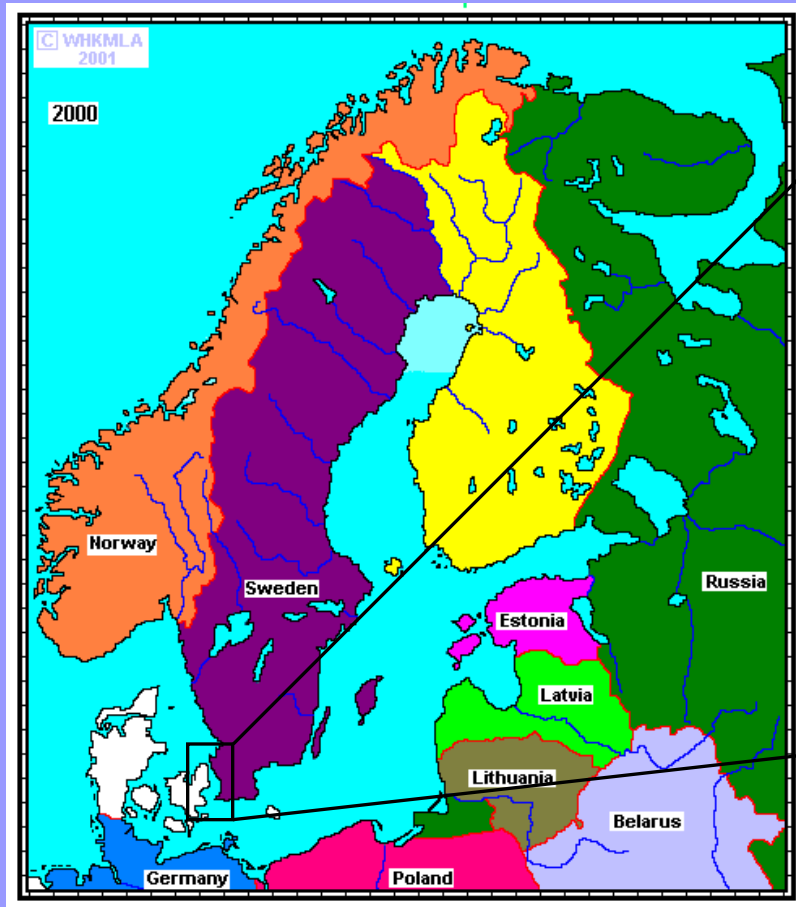 C WHKMLA
2001
2000
Norway
Sweden
Russia
Estonia
Latvia
Lithuania
Belarus
Germany
Poland